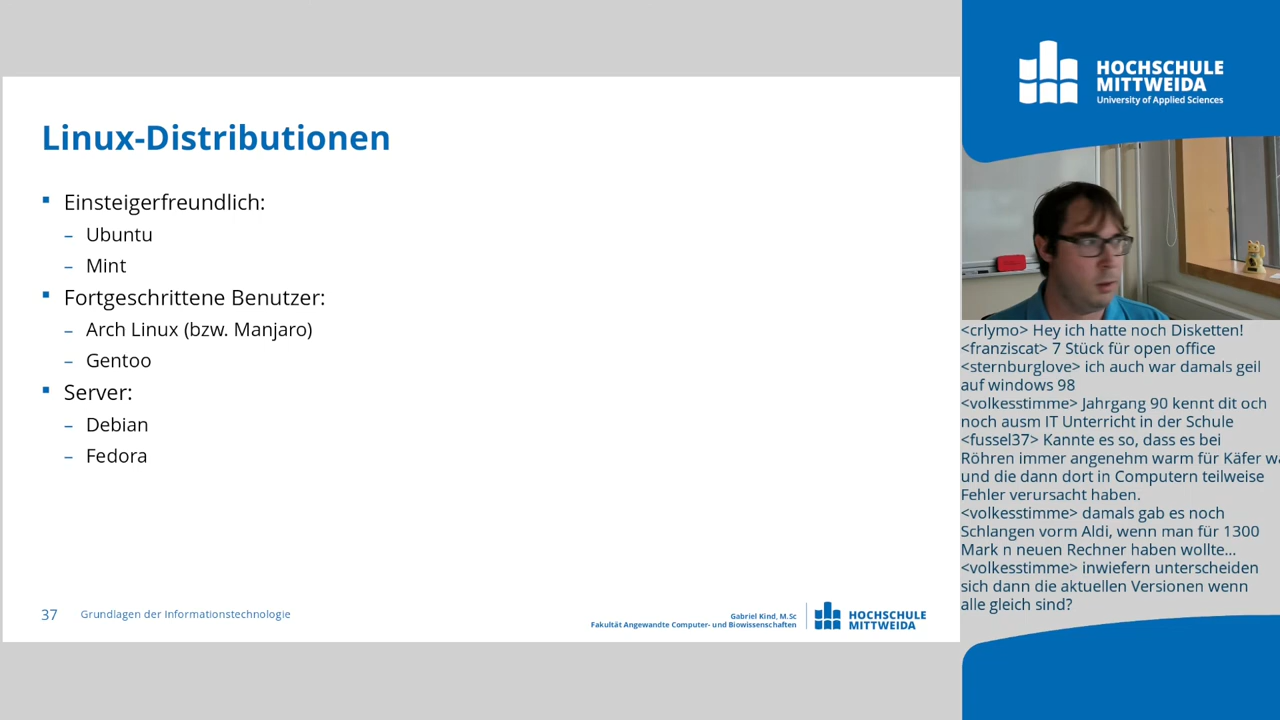 Linux-Distributionen
▪ Einsteigerfreundlich:
– Ubuntu
– Mint
▪ Fortgeschrittene Benutzer:
– Arch Linux (bzw. Manjaro)
– Gentoo
▪ Server:
– Debian
– Fedora
37 Grundlagen der Informationstechnologie
Gabriel Kind, M.Sc
Fakultät Angewandte Computer- und Biowissenschaften
HOCHSCHULE
MITTWEIDA
HOCHSCHULE
MITTWEIDA
University of Applied Sciences
<crlymo> Hey ich hatte noch Disketten!
<franziscat> 7 Stück für open office
<sternburglove> ich auch war damals geil
auf windows 98
<volkesstimme> Jahrgang 90 kennt dit och
noch ausm IT Unterricht in der Schule
<fussel37> Kannte es so, dass es bei
Röhren immer angenehm warm für Käfer wa
und die dann dort in Computern teilweise
Fehler verursacht haben.
<volkesstimme> damals gab es noch
Schlangen vorm Aldi, wenn man für 1300
Mark n neuen Rechner haben wollte...
<volkesstimme> inwiefern unterscheiden
sich dann die aktuellen Versionen wenn
alle gleich sind?